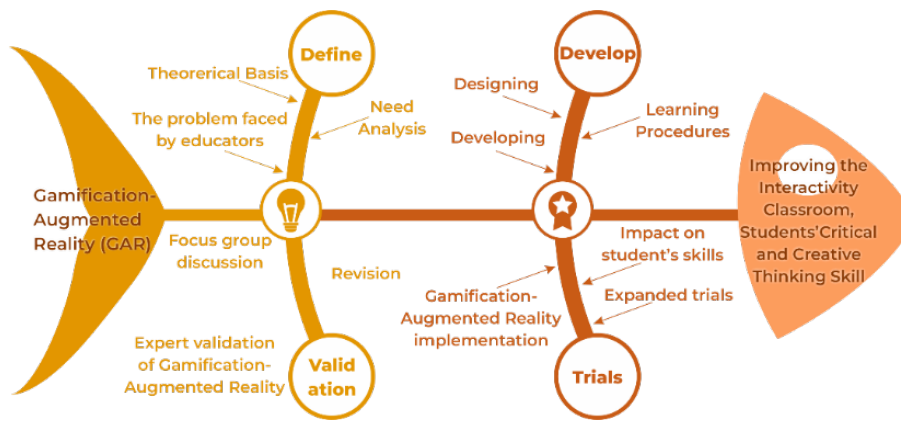 Define
Develop
Theorerical Basis
Need
Analysis
The problem faced
by educators
Designing
Learning
Procedures
Developing
Gamification-
Augmented
Reality (GAR)
Improving the
Interactivity
Classroom,
Students'Critical
and Creative
Thinking Skill
Focus group
discussion
Revision
Expert validation
of Gamification-
Augmented Reality
Valid
ation
Impact on
student's skills
Gamification-
Augmented Reality
implementation
Expanded trials
Trials